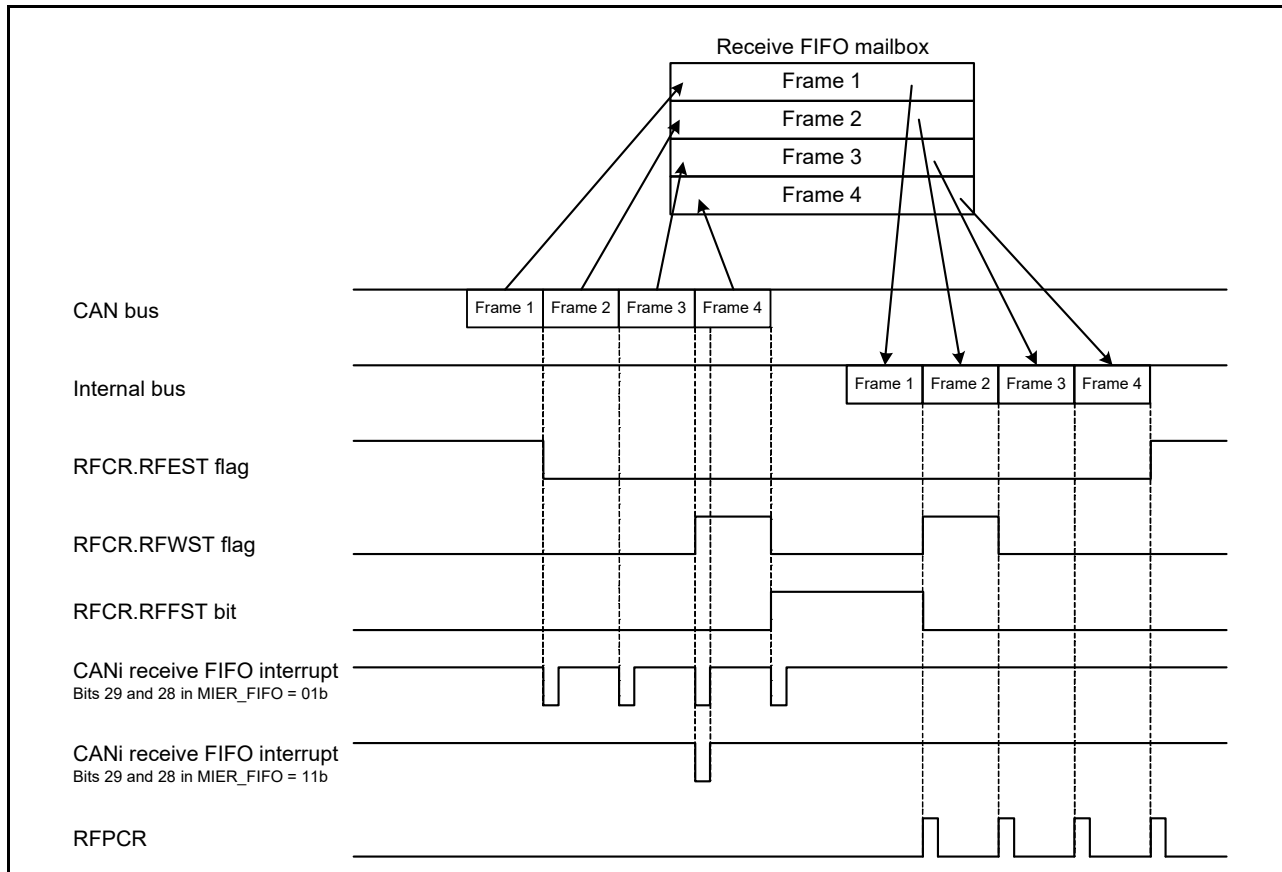 Receive FIFO mailbox
Frame 1
Frame 2
Frame 3
Frame 4
CAN bus
Frame 1 Frame 2 Frame 3 Frame 4
Internal bus
Frame 1 Frame 2 Frame 3 Frame 4
RFCR.RFEST flag
RFCR.RFWST flag
RFCR.RFFST bit
CANi receive FIFO interrupt
Bits 29 and 28 in MIER_FIFO = 01b
CANi receive FIFO interrupt
Bits 29 and 28 in MIER_FIFO = 11b
RFPCR